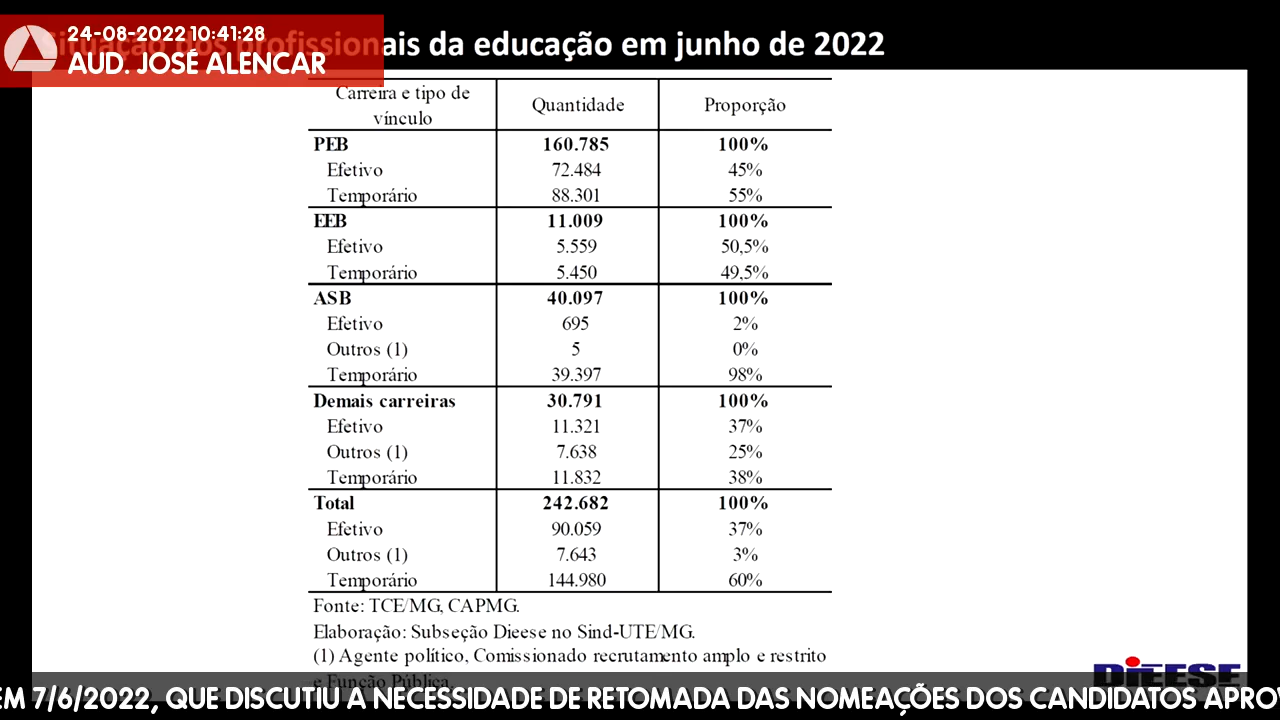 24-08-2022 10:41:28
AUD. JOSÉ ALENCAR
Situação dos profissionais da educação em junho de 2022
Carreira e tipo de vínculo Quantidade Proporção
PEB 160.785 100%
Efetivo 72.484 45%
Temporário 88.301 55%
EEB 11.009 100%
Efetivo 5.559 50,5%
Temporário 5.450 49,5%
ASB 40.097 100%
Efetivo 695 2%
Outros (1) 5 0%
Temporário 39.397 98%
Demais carreiras 30.791 100%
Efetivo 11.321 37%
Outros (1) 7.638 25%
Temporário 11.832 38%
Total 242.682 100%
Efetivo 90.059 37%
Outros (1) 7.643 3%
Temporário 144.980 60%
Fonte: TCE/MG, CAPMG.
Elaboração: Subseção Dieese no Sind-UTE/MG.
(1) Agente político, Comissionado recrutamento amplo e restrito
e Função Pública.
DIEESE
EM 7/6/2022, QUE DISCUTIU A NECESSIDADE DE RETOMADA DAS NOMEAÇÕES DOS CANDIDATOS APRO